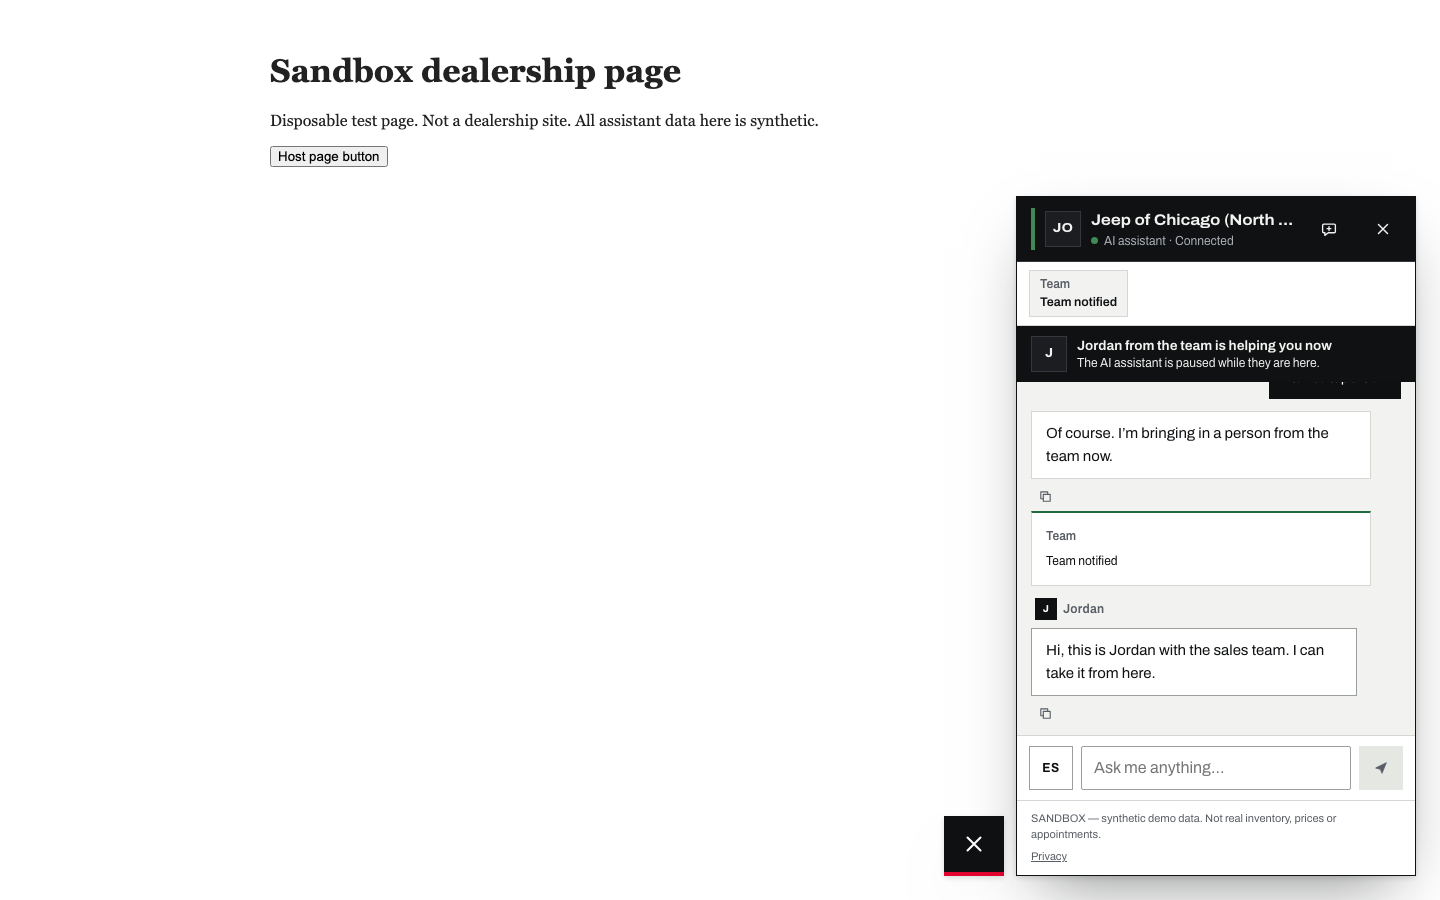 Sandbox dealership page
Disposable test page. Not a dealership site. All assistant data here is synthetic.
Host page button
JO
Jeep of Chicago (North ...
AI assistant · Connected
Team
Team notified
J
Jordan from the team is helping you now
The AI assistant is paused while they are here.
Of course. I’m bringing in a person from the
team now.
Team
Team notified
J
Jordan
Hi, this is Jordan with the sales team. I can
take it from here.
ES
Ask me anything...
SANDBOX — synthetic demo data. Not real inventory, prices or
appointments.
Privacy